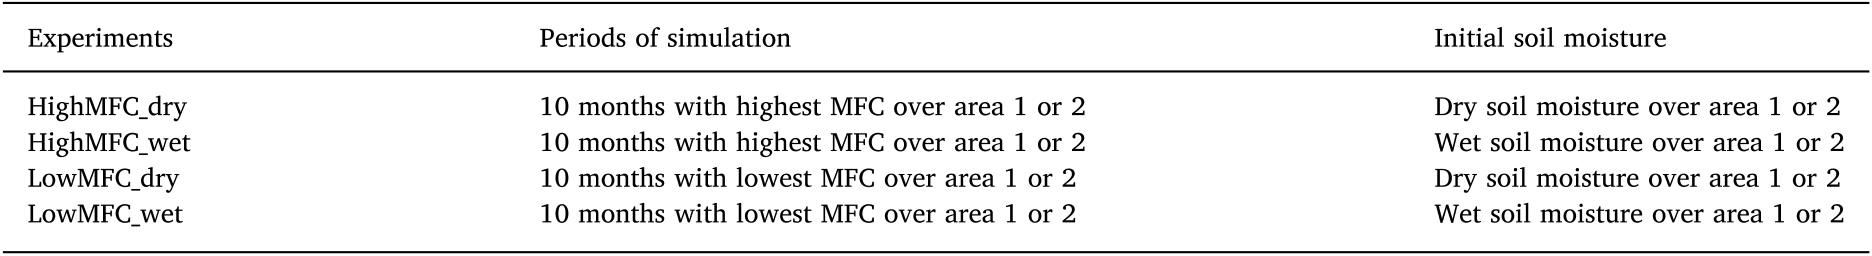 Experiments Periods of simulation Initial soil moisture
HighMFC_dry 10 months with highest MFC over area 1 or 2 Dry soil moisture over area 1 or 2
HighMFC_wet 10 months with highest MFC over area 1 or 2 Wet soil moisture over area 1 or 2
LowMFC_dry 10 months with lowest MFC over area 1 or 2 Dry soil moisture over area 1 or 2
LowMFC_wet 10 months with lowest MFC over area 1 or 2 Wet soil moisture over area 1 or 2